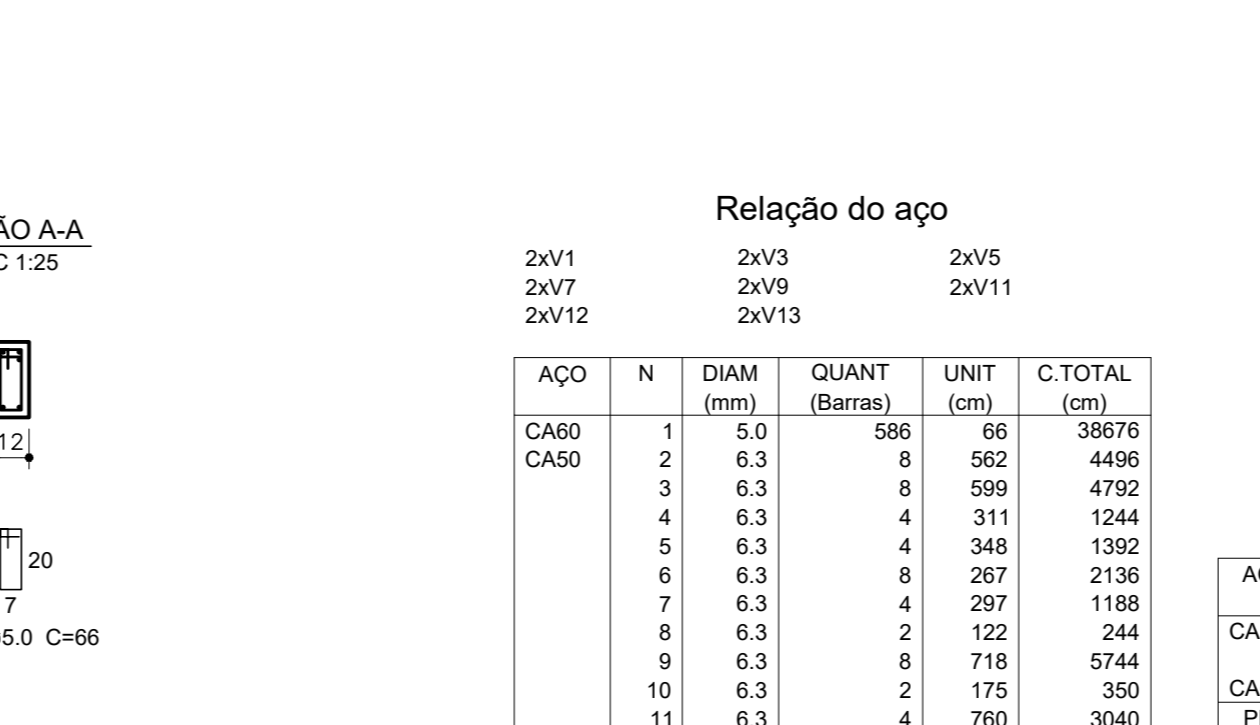 Relação do aço
ÃO A-A
C 1:25
2xV1 2xV3 2xV5
2xV7 2xV9 2xV11
2xV12 2xV13
AÇO N DIAM QUANT UNIT C.TOTAL
(mm) (Barras) (cm) (cm)
CA60 1 5.0 586 66 38676
CA50 2 6.3 8 562 4496
3 6.3 8 599 4792
4 6.3 4 311 1244
5 6.3 4 348 1392
6 6.3 8 267 2136
7 6.3 4 297 1188
8 6.3 2 122 244
9 6.3 8 718 5744
10 6.3 2 175 350
11 6.3 4 760 3040
12
20
7
5.0 C=66
CA
CA